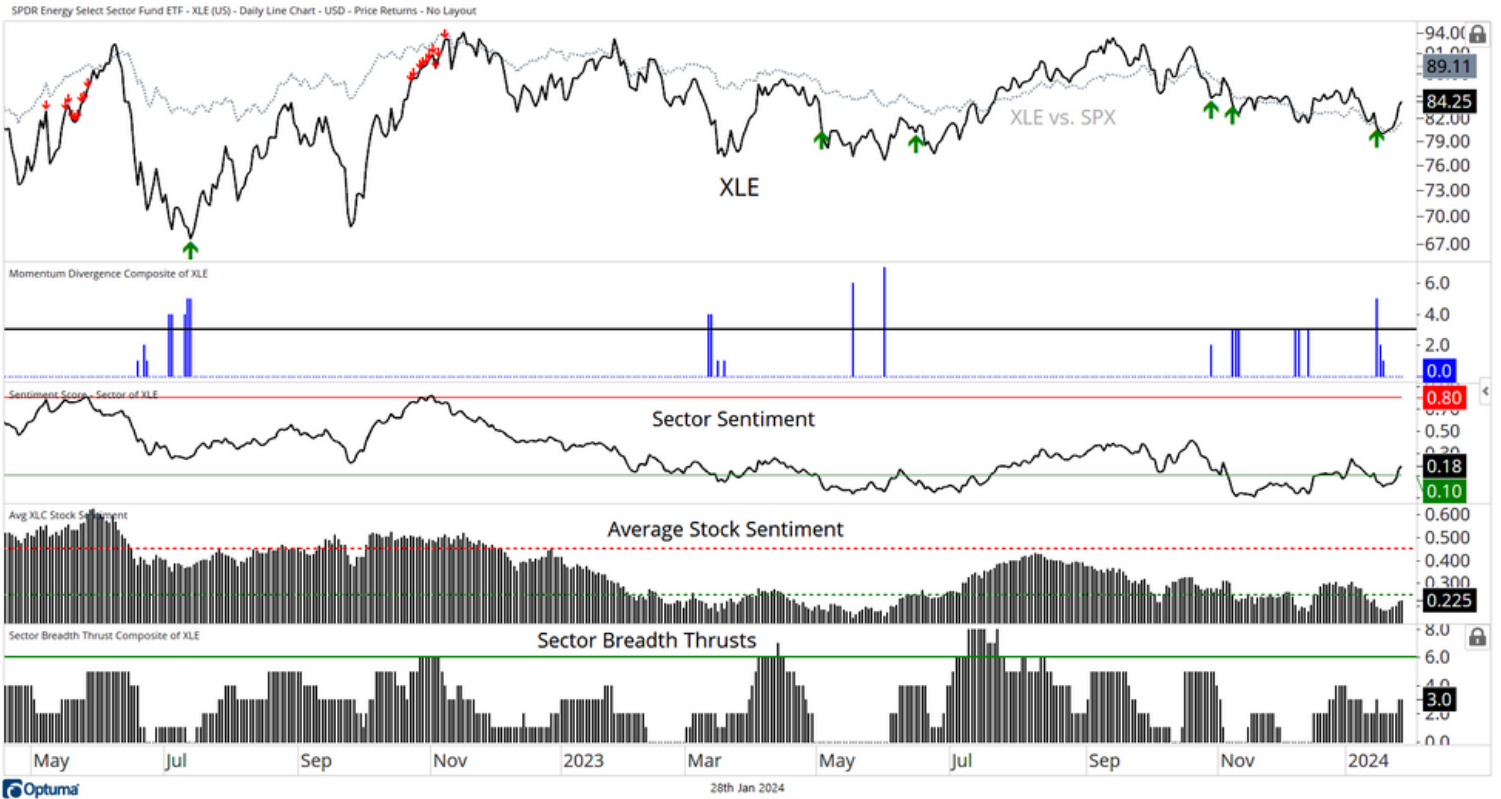 SPDR Energy Select Sector Fund ETF - XLE (US) - Daily Line Chart - USD - Price Returns - No Layout
94.00
91.00
89.11
84.25
82.00
XLE vs. SPX
79.00
76.00
XLE
73.00
70.00
67.00
Momentum Divergence Composite of XLE
6.0
4.0
2.0
0.0
Sentiment Score - Sector of XLE
0.80
0.70
Sector Sentiment
0.50
0.30
0.18
0.10
Avg XLC Stock Sentiment
0.600
Average Stock Sentiment
0.500
0.400
0.300
0.225
Sector Breadth Thrust Composite of XLE
Sector Breadth Thrusts
8.0
6.0
4.0
3.0
2.0
0.0
May Jul Sep Nov 2023 Mar May Jul Sep Nov 2024
Optuma
28th Jan 2024